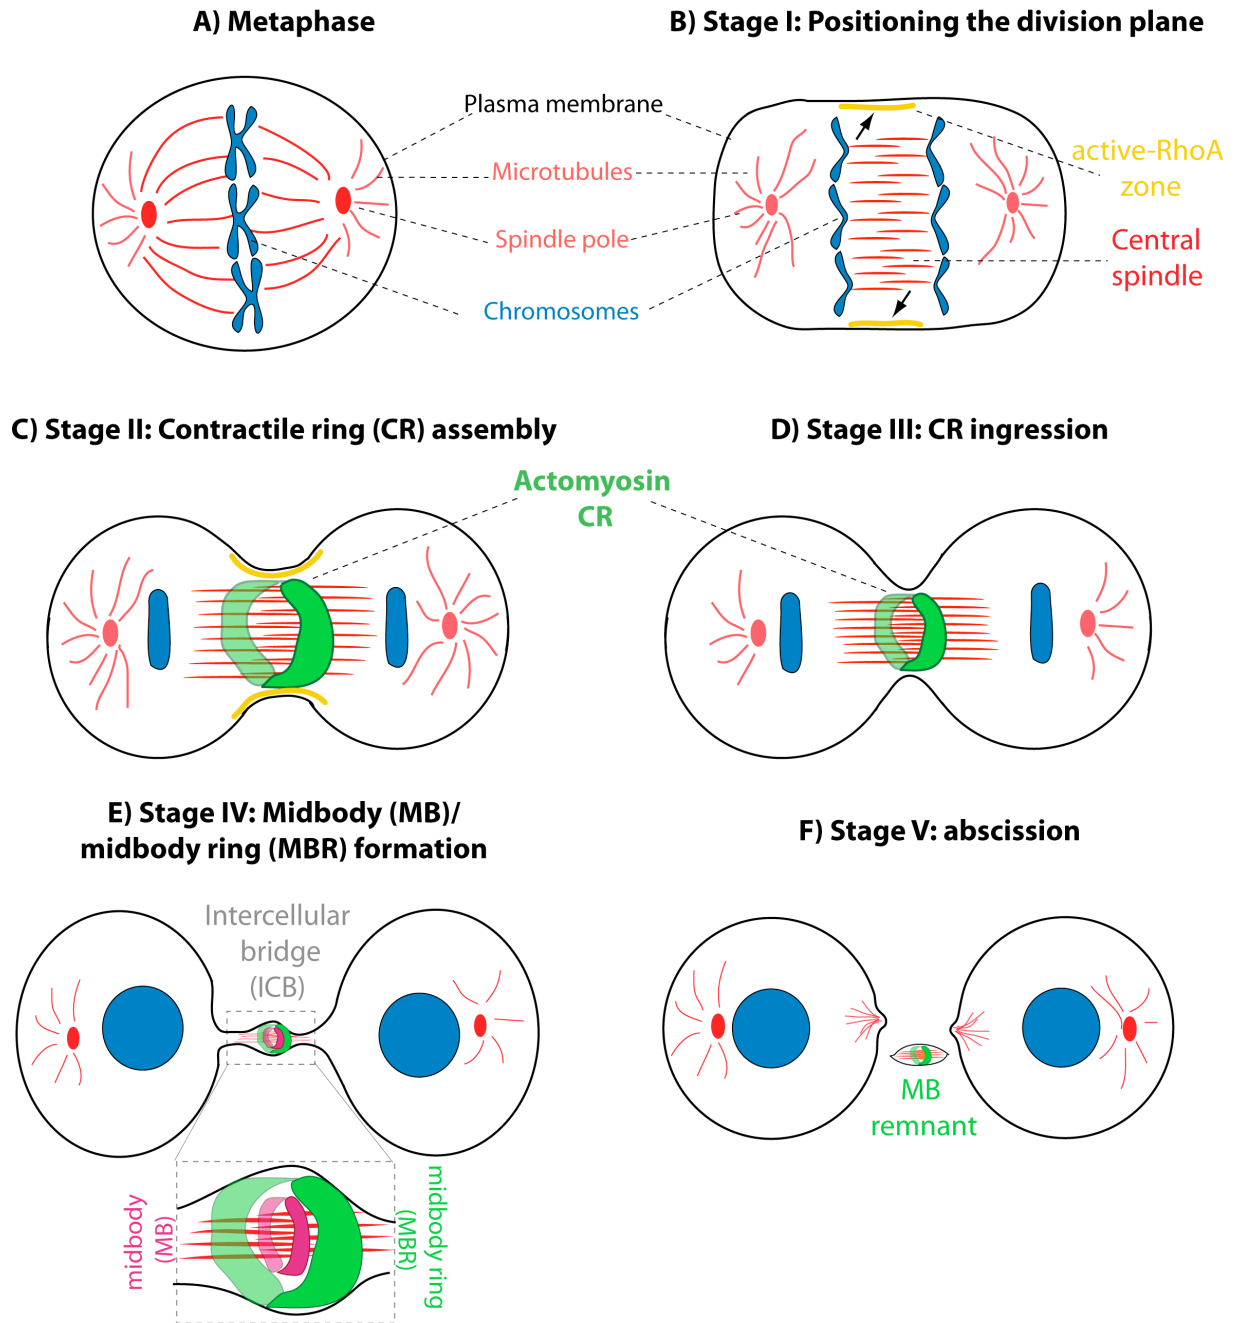 A) Metaphase
B) Stage I: Positioning the division plane
Plasma membrane
Microtubules
Spindle pole
Chromosomes
active-RhoA
zone
Central
spindle
C) Stage II: Contractile ring (CR) assembly
D) Stage III: CR ingression
Actomyosin
CR
E) Stage IV: Midbody (MB)/
midbody ring (MBR) formation
F) Stage V: abscission
Intercellular
bridge
(ICB)
MB
remnant
midbody
(MB)
midbody ring
(MBR)